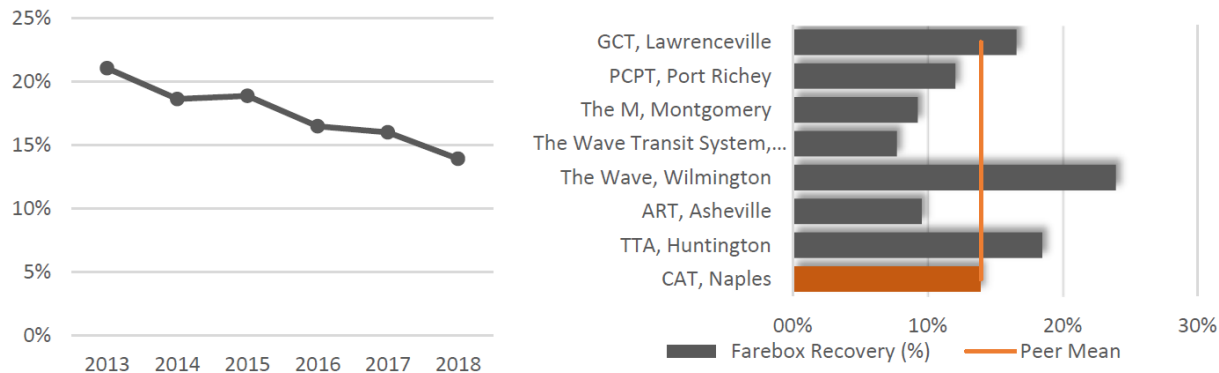 25%
20%
15%
10%
5%
0%
2013 2014 2015 2016 2017 2018
GCT, Lawrenceville
PCPT, Port Richey
The M, Montgomery
The Wave Transit System,...
The Wave, Wilmington
ART, Asheville
TTA, Huntington
CAT, Naples
00% 10% 20% 30%
Farebox Recovery (%) Peer Mean